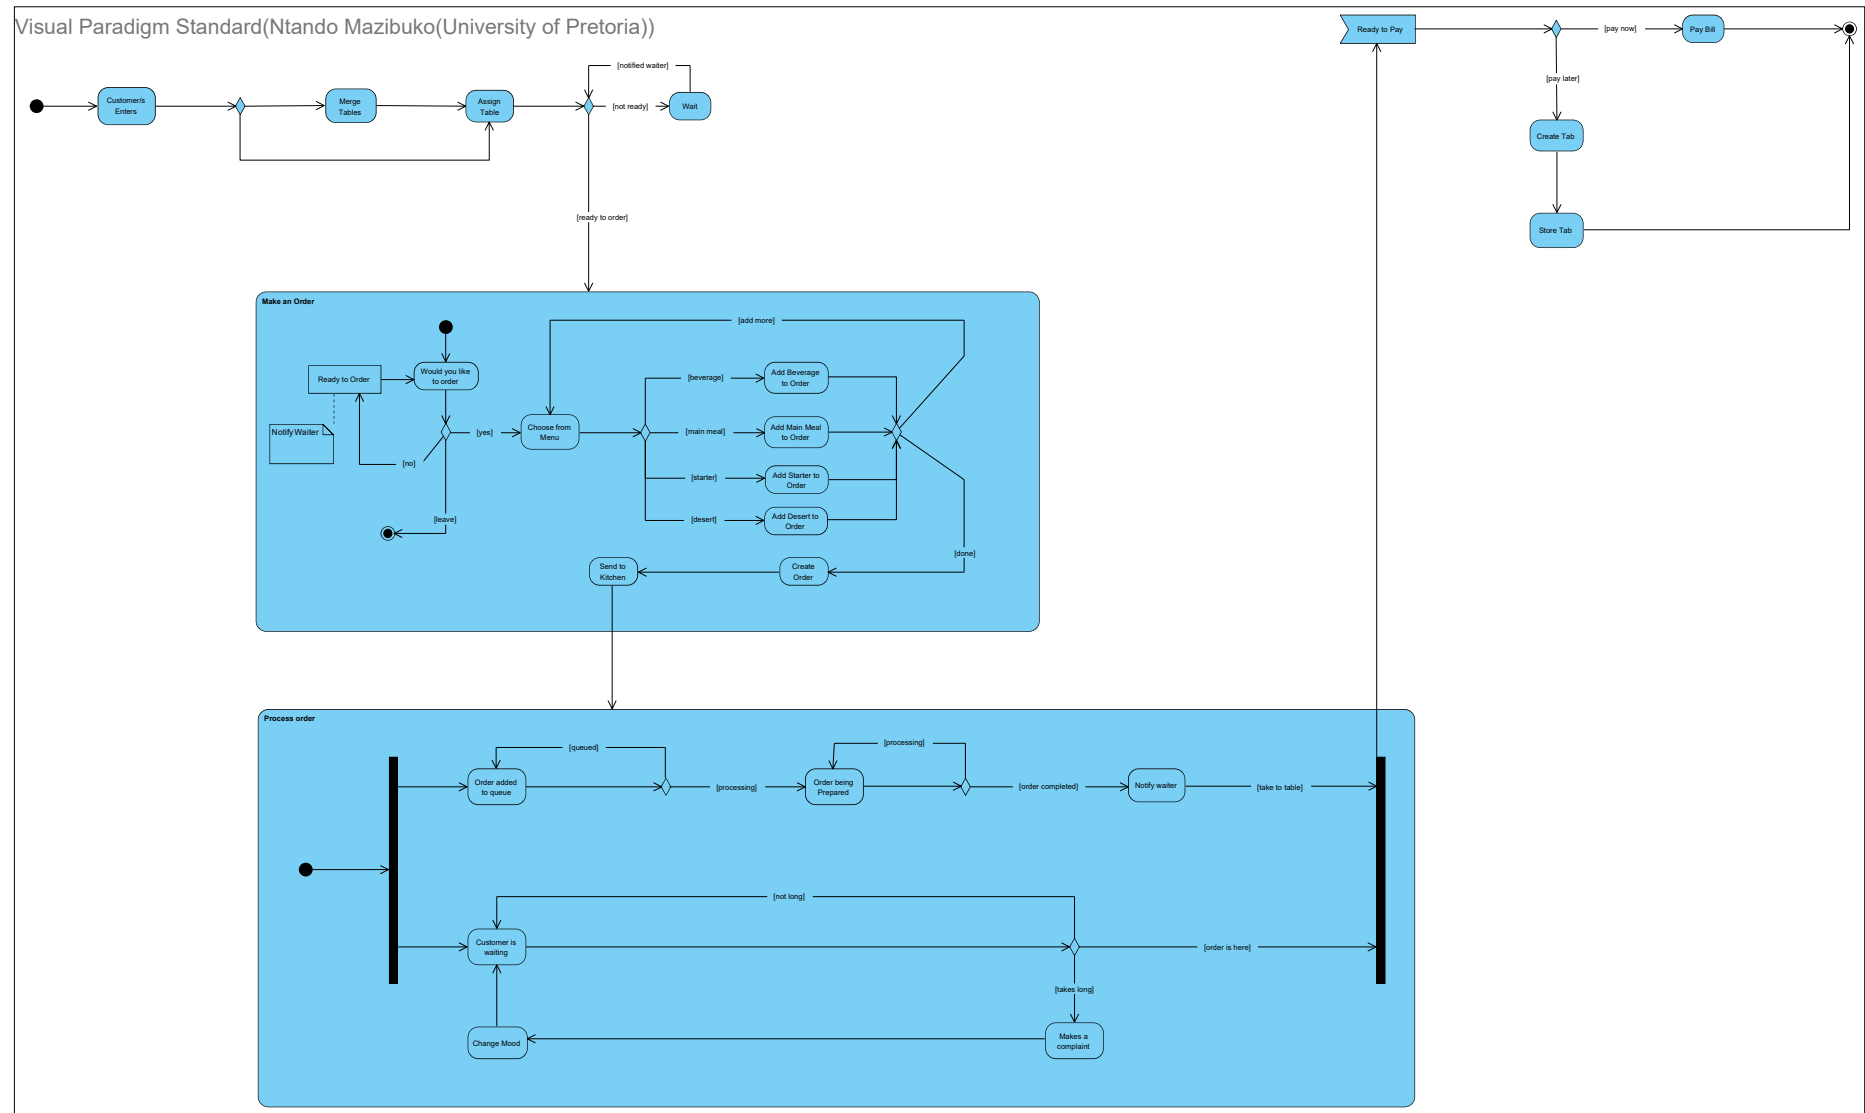 Visual Paradigm Standard(Ntando Mazibuko(University of Pretoria))
Ready to Pay
[pay now]
Pay Bill
[notified waiter]
[pay later]
Customer/s
Enters
Merge
Tables
Assign
Table
[not ready]
Wait
Create Tab
[ready to order]
Store Tab
Make an Order
[add more]
Would you like
to order
Ready to Order
[beverage]
Add Beverage
to Order
Notify Waiter
[yes]
Choose from
Menu
[main meal]
Add Main Meal
to Order
[no]
[starter]
Add Starter to
Order
[leave]
[desert]
Add Desert to
Order
[done]
Send to
Kitchen
Create
Order
Process order
[queued]
[processing]
Order added
to queue
[processing]
Order being
Prepared
[order completed]
Notify waiter
[take to table]
[not long]
Customer is
waiting
[order is here]
[takes long]
Change Mood
Makes a
complaint